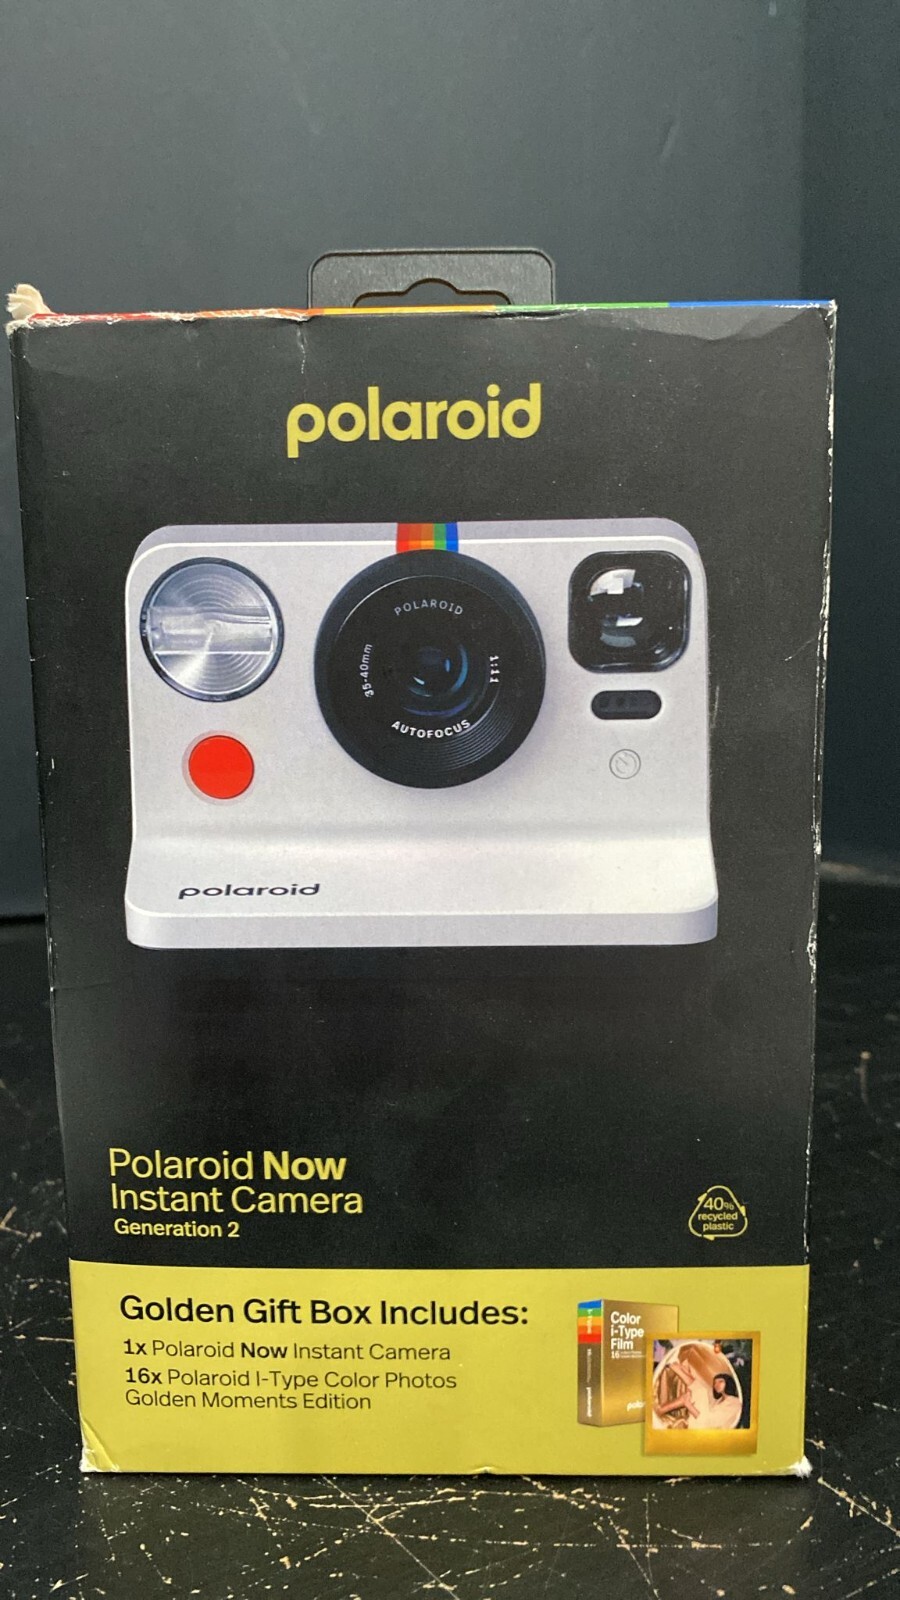 polaroid
POLAROID
35-40mm
1:11
AUTOFOCUS
polaroid
Polaroid Now
Instant Camera
Generation 2
40%
recycled
plastic
Golden Gift Box Includes:
1x Polaroid Now Instant Camera
16x Polaroid I-Type Color Photos
Golden Moments Edition
Color
i-Type
Film
16